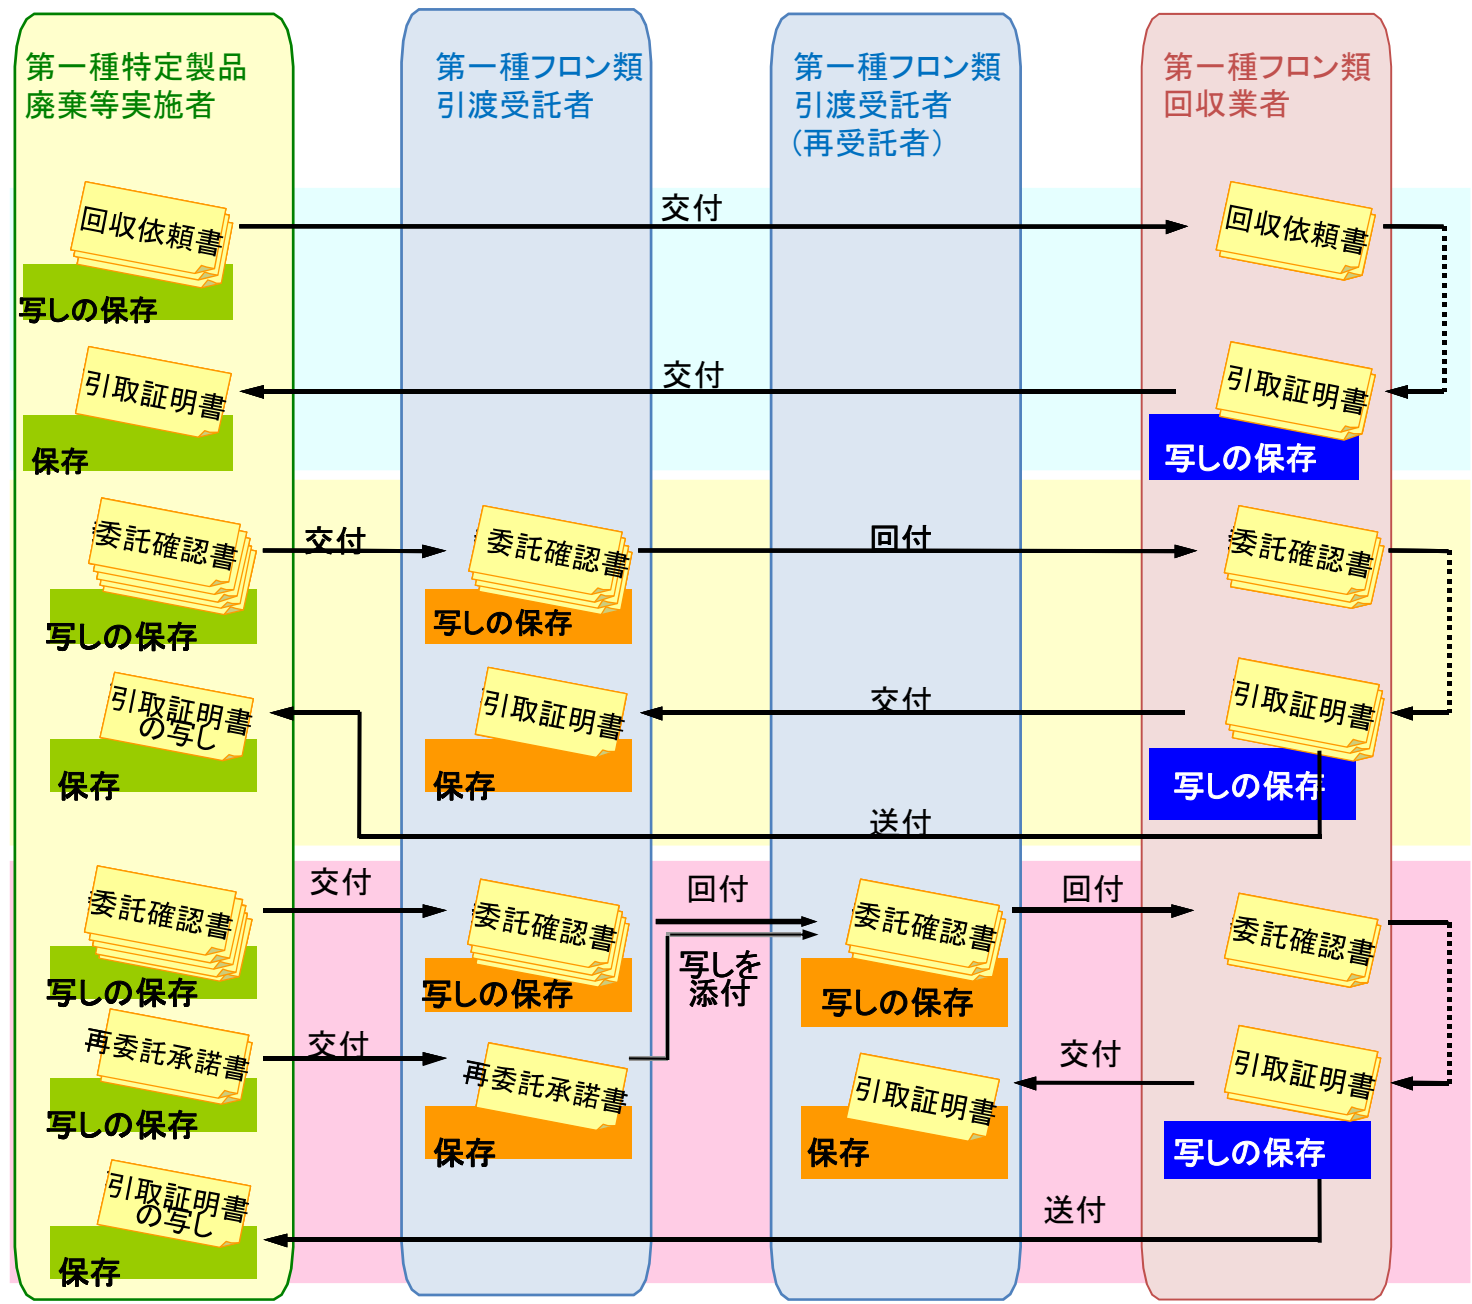 第一種特定製品
廃棄等実施者
第一種フロン類
引渡受託者
第一種フロン類
引渡受託者
（再受託者）
第一種フロン類
回収業者
回収依頼書
写しの保存
交付
回収依頼書
引取証明書
保存
交付
引取証明書
写しの保存
委託確認書
写しの保存
交付
委託確認書
写しの保存
回付
委託確認書
引取証明書
の写し
保存
引取証明書
保存
交付
引取証明書
写しの保存
送付
委託確認書
写しの保存
交付
委託確認書
写しの保存
回付
写しを
添付
委託確認書
写しの保存
回付
委託確認書
再委託承諾書
写しの保存
交付
再委託承諾書
保存
引取証明書
保存
交付
引取証明書
写しの保存
引取証明書
の写し
保存
送付